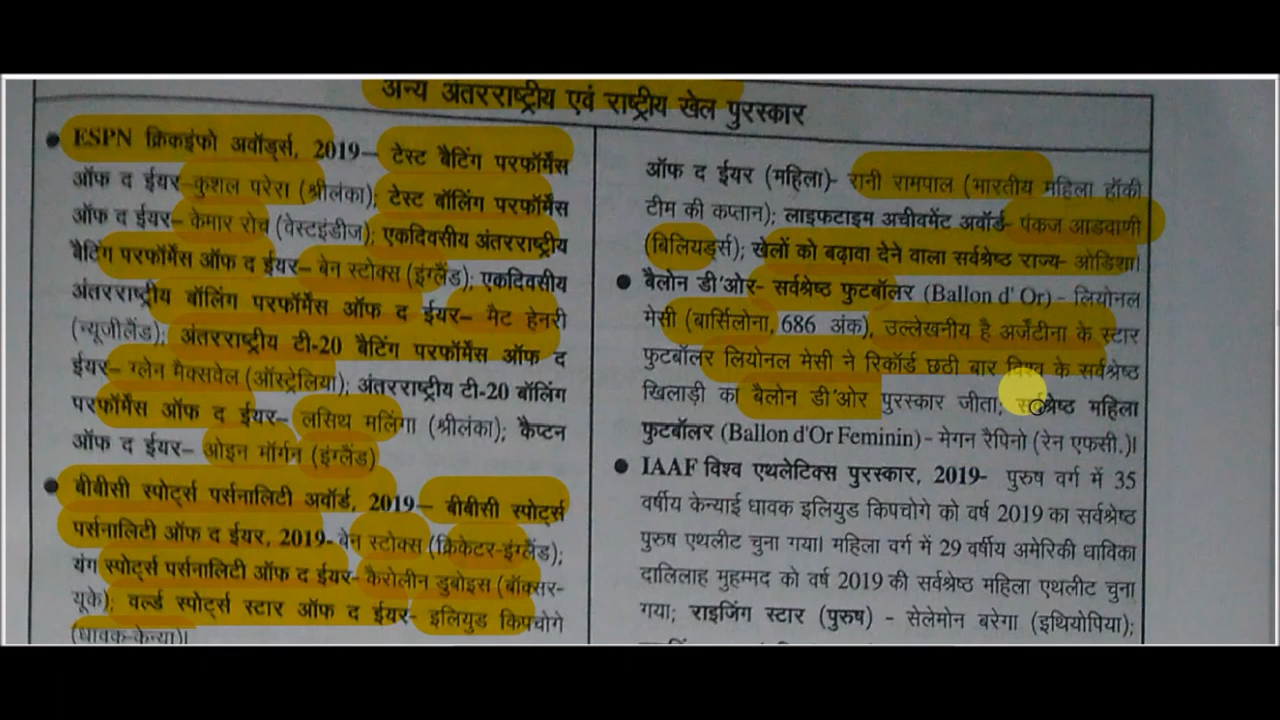 अन्य अंतरराष्ट्रीय एवं राष्ट्रीय खेल पुरस्कार
● ESPN क्रिकइंफो अवॉर्ड्स, 2019– टेस्ट बैटिंग परफॉर्मेंस
ऑफ द ईयर–कुशल परेरा (श्रीलंका); टेस्ट बॉलिंग परफॉर्मेंस
ऑफ द ईयर– केमार रोच (वेस्टइंडीज); एकदिवसीय अंतरराष्ट्रीय
बैटिंग परफॉर्मेंस ऑफ द ईयर– बेन स्टोक्स (इंग्लैंड); एकदिवसीय
अंतरराष्ट्रीय बॉलिंग परफॉर्मेंस ऑफ द ईयर– मैट हेनरी
(न्यूजीलैंड); अंतरराष्ट्रीय टी-20 बैटिंग परफॉर्मेंस ऑफ द
ईयर– ग्लेन मैक्सवेल (ऑस्ट्रेलिया); अंतरराष्ट्रीय टी-20 बॉलिंग
परफॉर्मेंस ऑफ द ईयर– लसिथ मलिंगा (श्रीलंका); कैप्टन
ऑफ द ईयर– ओइन मॉर्गन (इंग्लैंड)
● बीबीसी स्पोर्ट्स पर्सनालिटी अवॉर्ड, 2019– बीबीसी स्पोर्ट्स
पर्सनालिटी ऑफ द ईयर, 2019- बेन स्टोक्स (क्रिकेटर-इंग्लैंड);
यंग स्पोर्ट्स पर्सनालिटी ऑफ द ईयर- कैरोलीन डुबोइस (बॉक्सर-
यूके); वर्ल्ड स्पोर्ट्स स्टार ऑफ द ईयर- इलियुड किपचोगे
(धावक-केन्या)।
ऑफ द ईयर (महिला)- रानी रामपाल (भारतीय महिला हॉकी
टीम की कप्तान); लाइफटाइम अचीवमेंट अवॉर्ड- पंकज आडवाणी
(बिलियर्ड्स); खेलों को बढ़ावा देने वाला सर्वश्रेष्ठ राज्य- ओडिशा।
● बैलोन डी'ओर- सर्वश्रेष्ठ फुटबॉलर (Ballon d' Or) - लियोनल
मेसी (बार्सिलोना, 686 अंक), उल्लेखनीय है अर्जेंटीना के स्टार
फुटबॉलर लियोनल मेसी ने रिकॉर्ड छठी बार विश्व के सर्वश्रेष्ठ
खिलाड़ी का बैलोन डी'ओर पुरस्कार जीता; सर्वश्रेष्ठ महिला
फुटबॉलर (Ballon d'Or Feminin) - मेगन रैपिनो (रेन एफसी.)।
● IAAF विश्व एथलेटिक्स पुरस्कार, 2019- पुरुष वर्ग में 35
वर्षीय केन्याई धावक इलियुड किपचोगे को वर्ष 2019 का सर्वश्रेष्ठ
पुरुष एथलीट चुना गया। महिला वर्ग में 29 वर्षीय अमेरिकी धाविका
दालिलाह मुहम्मद को वर्ष 2019 की सर्वश्रेष्ठ महिला एथलीट चुना
गया; राइजिंग स्टार (पुरुष) - सेलेमोन बरेगा (इथियोपिया);